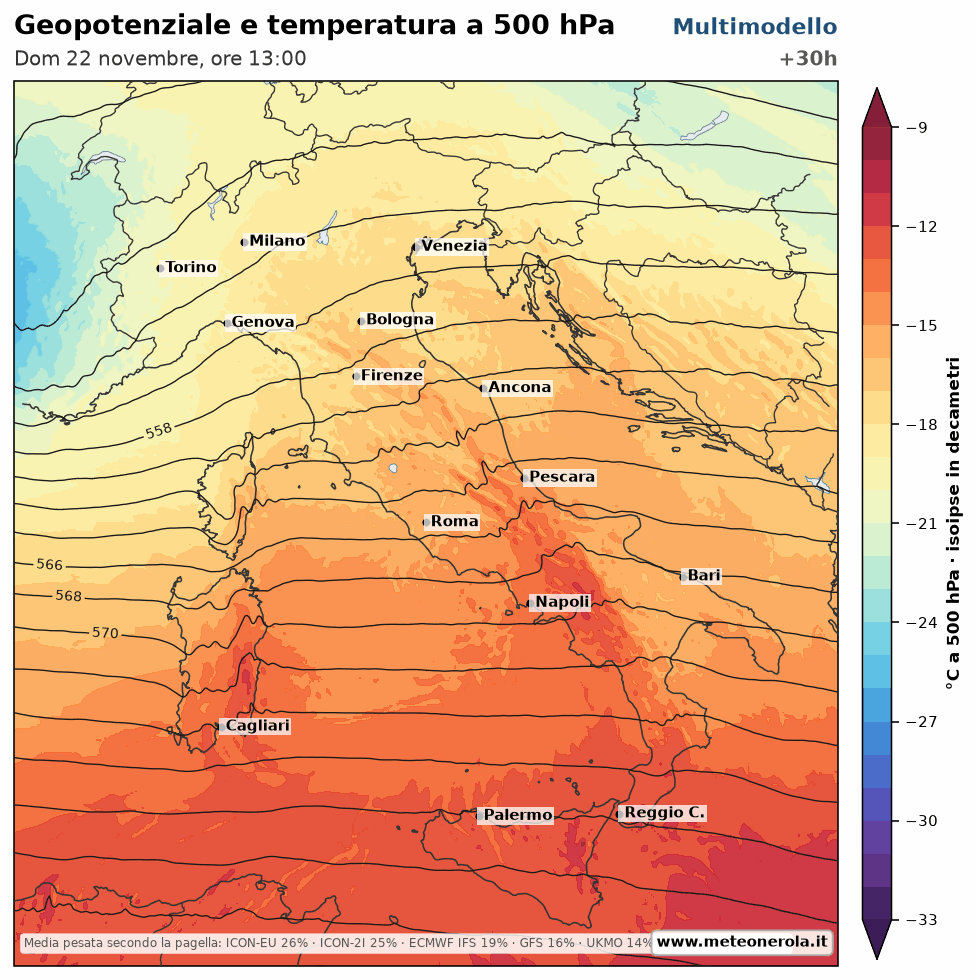 Geopotenziale e temperatura a 500 hPa
Multimodello
Dom 22 novembre, ore 13:00
+30h
Milano
Venezia
Torino
Genova
Bologna
Firenze
Ancona
558
Pescara
Roma
566
Bari
568
Napoli
570
Cagliari
Palermo
Reggio C.
−9
−12
−15
−18
−21
−24
−27
−30
−33
°C a 500 hPa · isoipse in decametri
Media pesata secondo la pagella: ICON-EU 26% · ICON-2I 25% · ECMWF IFS 19% · GFS 16% · UKMO 14%
www.meteonerola.it